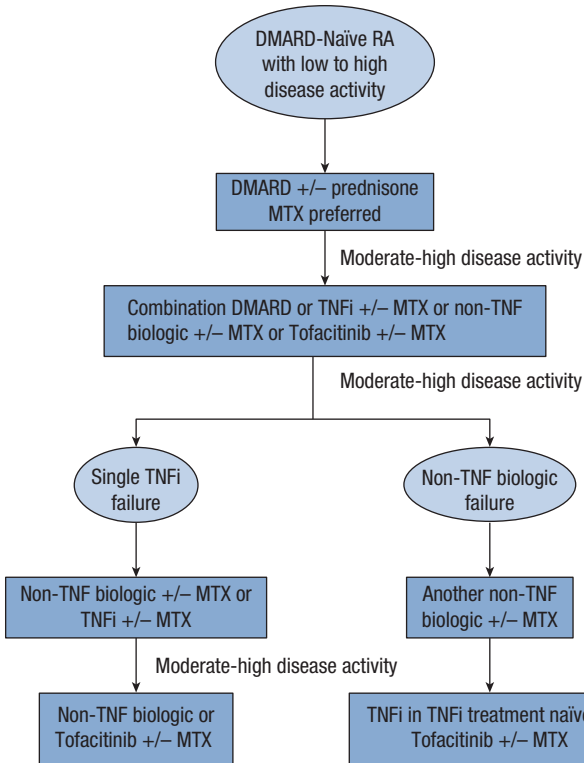 DMARD-Naïve RA
with low to high
disease activity
DMARD +/– prednisone
MTX preferred
Moderate-high disease activity
Combination DMARD or TNFi +/– MTX or non-TNF
biologic +/– MTX or Tofacitinib +/– MTX
Moderate-high disease activity
Single TNFi
failure
Non-TNF biologic
failure
Non-TNF biologic +/– MTX or
TNFi +/– MTX
Another non-TNF
biologic +/– MTX
Moderate-high disease activity
Non-TNF biologic or
Tofacitinib +/– MTX
TNFi in TNFi treatment naïve
Tofacitinib +/– MTX